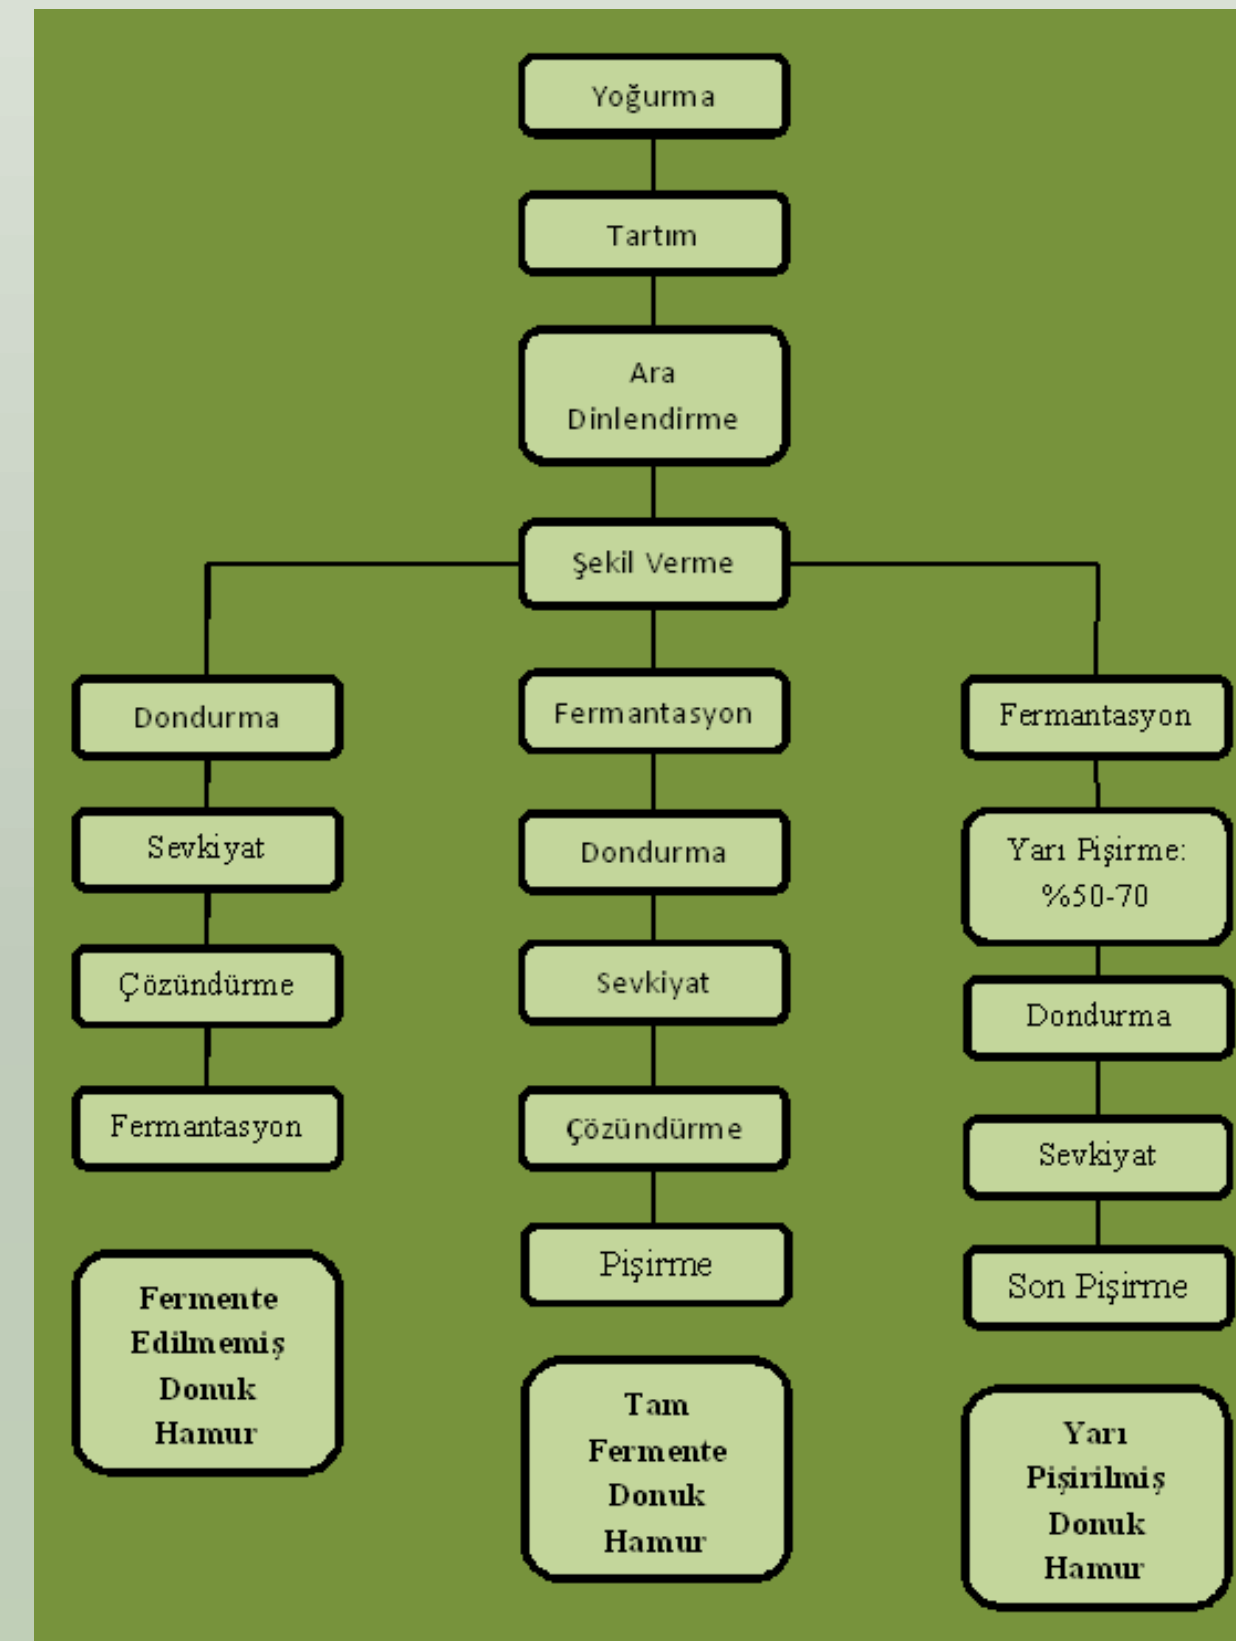 Yoğurma
Tartım
Ara
Dinlendirme
Şekil Verme
Dondurma
Sevkiyat
Çözündürme
Fermantasyon
Fermente
Edilmemiş
Donuk
Hamur
Fermantasyon
Dondurma
Sevkiyat
Çözündürme
Pişirme
Tam
Fermente
Donuk
Hamur
Fermantasyon
Yarı Pişirme:
%50-70
Dondurma
Sevkiyat
Son Pişirme
Yarı
Pişirilmiş
Donuk
Hamur